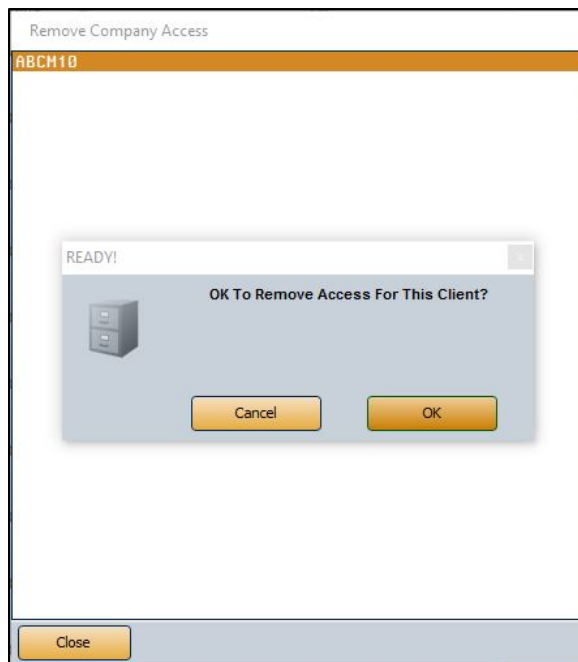 Remove Company Access
ABCM10
READY!
OK To Remove Access For This Client?
Cancel
OK
Close